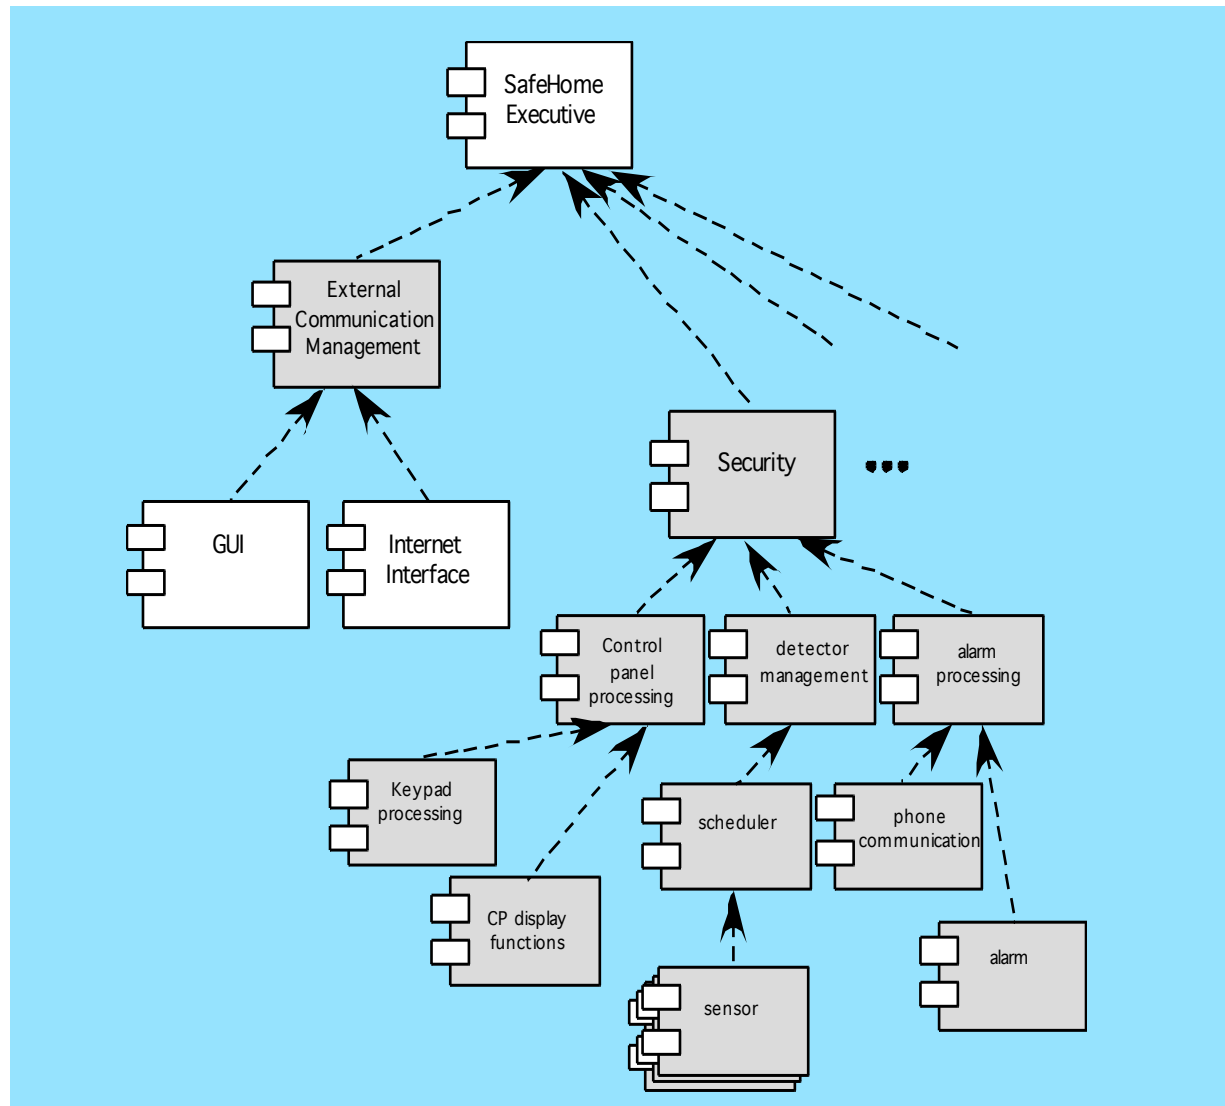 SafeHome
Executive
External
Communication
Management
Security
GUI
Internet
Interface
Control
panel
processing
detector
management
alarm
processing
Keypad
processing
scheduler
phone
communication
CP display
functions
alarm
sensor